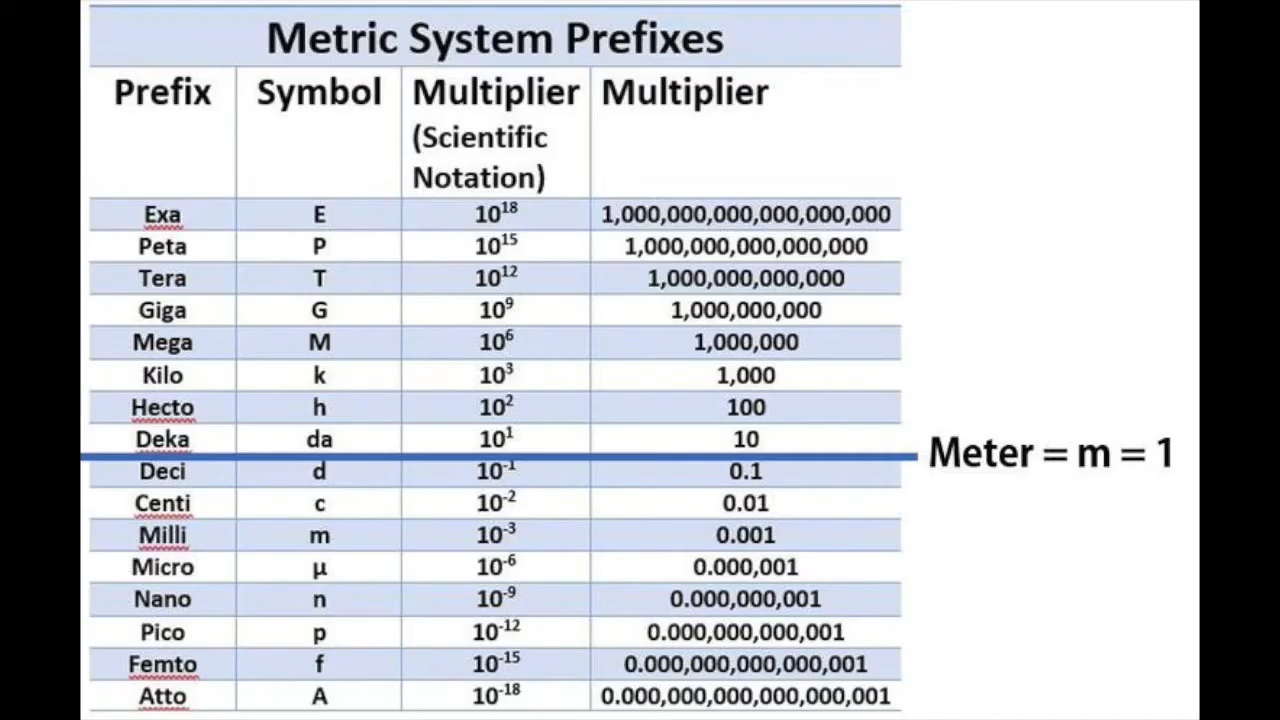 Metric System Prefixes
Prefix Symbol Multiplier (Scientific Notation) Multiplier
Exa E 10¹⁸ 1,000,000,000,000,000,000
Peta P 10¹⁵ 1,000,000,000,000,000
Tera T 10¹² 1,000,000,000,000
Giga G 10⁹ 1,000,000,000
Mega M 10⁶ 1,000,000
Kilo k 10³ 1,000
Hecto h 10² 100
Deka da 10¹ 10
Meter = m = 1
Deci d 10⁻¹ 0.1
Centi c 10⁻² 0.01
Milli m 10⁻³ 0.001
Micro µ 10⁻⁶ 0.000,001
Nano n 10⁻⁹ 0.000,000,001
Pico p 10⁻¹² 0.000,000,000,001
Femto f 10⁻¹⁵ 0.000,000,000,000,001
Atto A 10⁻¹⁸ 0.000,000,000,000,000,001